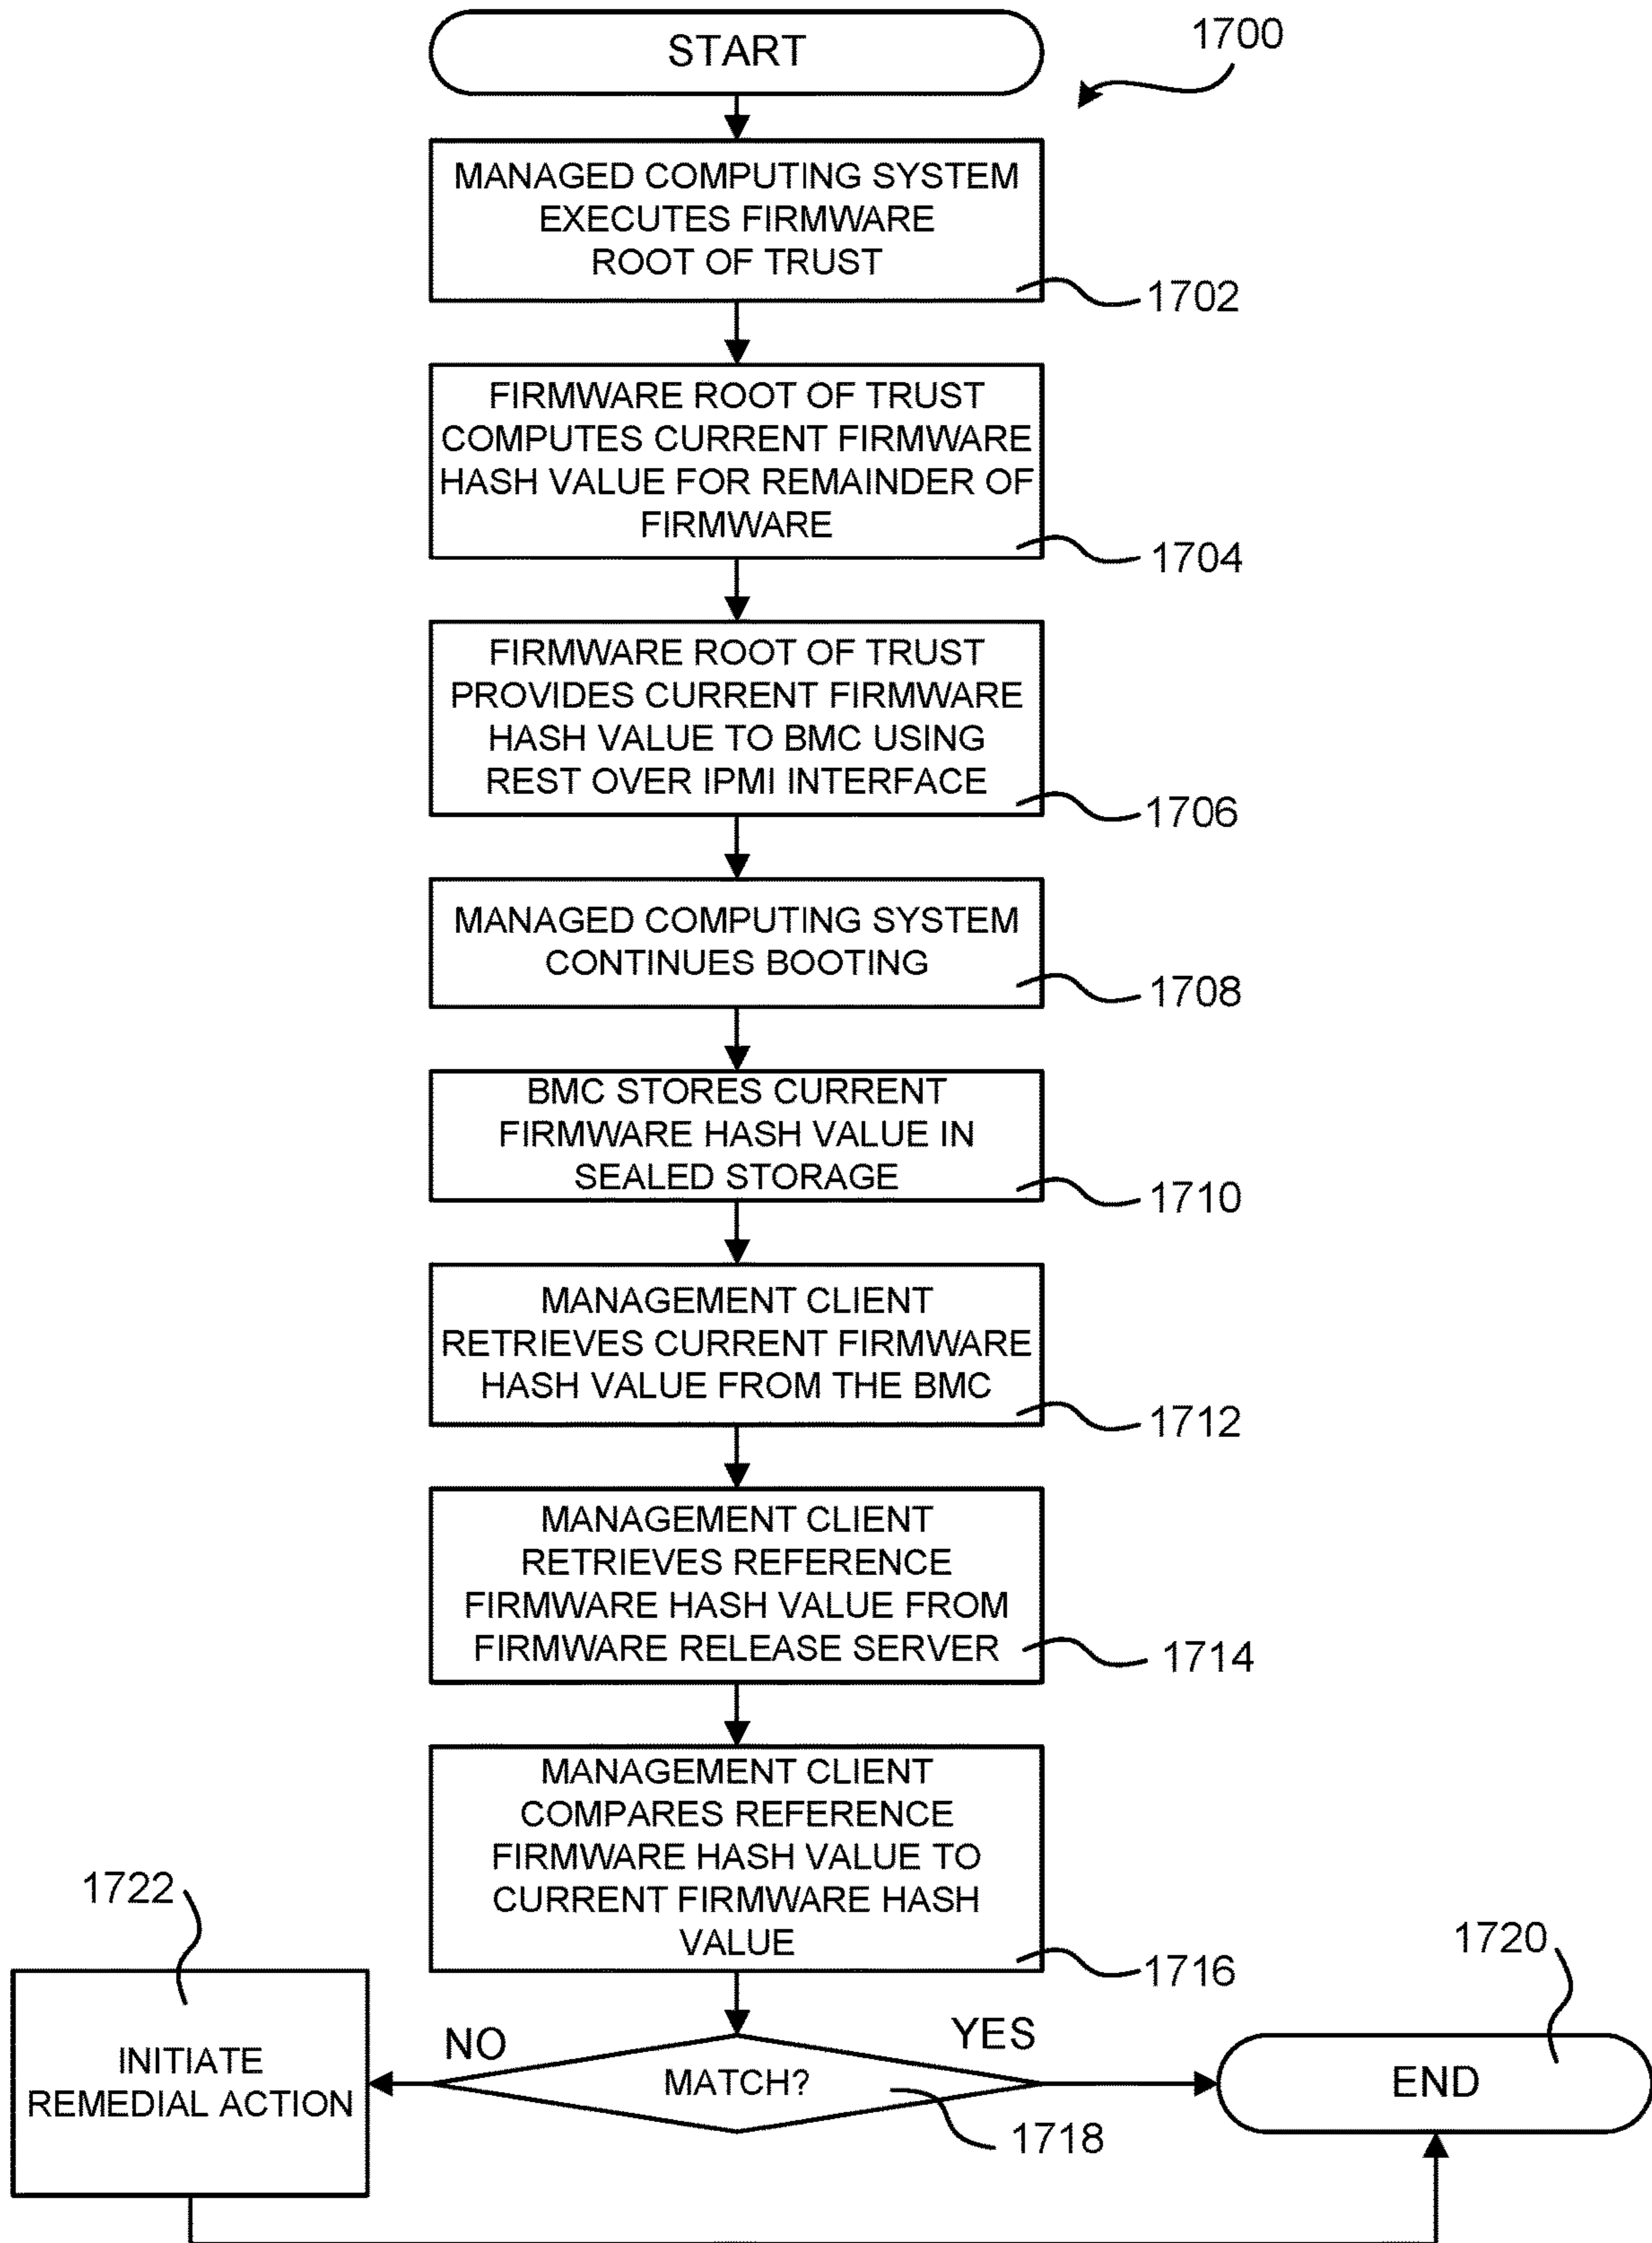 START
1700
MANAGED COMPUTING SYSTEM
EXECUTES FIRMWARE
ROOT OF TRUST
1702
FIRMWARE ROOT OF TRUST
COMPUTES CURRENT FIRMWARE
HASH VALUE FOR REMAINDER OF
FIRMWARE
1704
FIRMWARE ROOT OF TRUST
PROVIDES CURRENT FIRMWARE
HASH VALUE TO BMC USING
REST OVER IPMI INTERFACE
1706
MANAGED COMPUTING SYSTEM
CONTINUES BOOTING
1708
BMC STORES CURRENT
FIRMWARE HASH VALUE IN
SEALED STORAGE
1710
MANAGEMENT CLIENT
RETRIEVES CURRENT FIRMWARE
HASH VALUE FROM THE BMC
1712
MANAGEMENT CLIENT
RETRIEVES REFERENCE
FIRMWARE HASH VALUE FROM
FIRMWARE RELEASE SERVER
1714
MANAGEMENT CLIENT
COMPARES REFERENCE
FIRMWARE HASH VALUE TO
CURRENT FIRMWARE HASH
VALUE
1716
1722
INITIATE
REMEDIAL ACTION
NO
MATCH?
1718
YES
1720
END